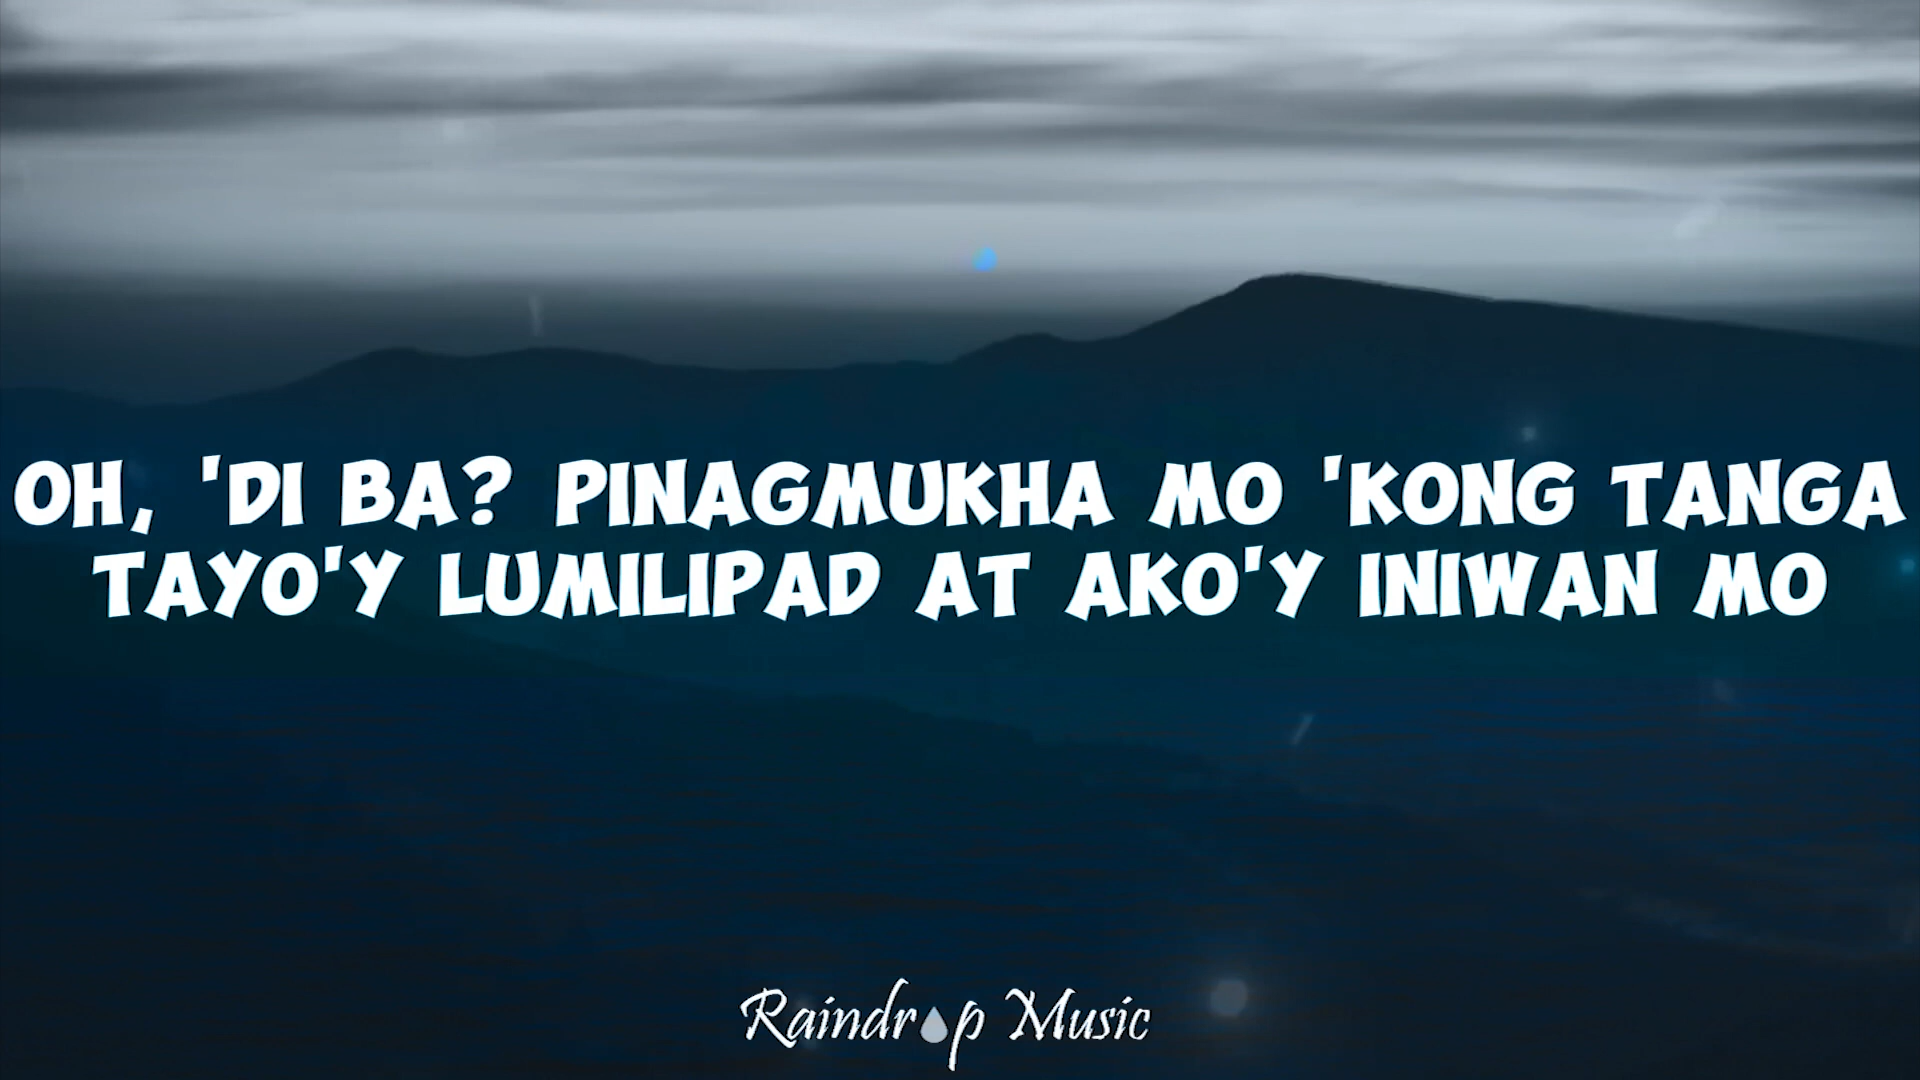 OH, 'DI BA? PINAGMUKHA MO 'KONG TANGA
TAYO'Y LUMILIPAD AT AKO'Y INIWAN MO
Raindrop Music